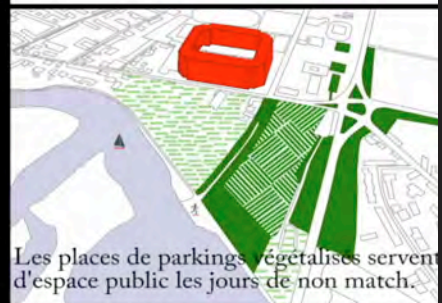 Les places de parkings végétalisés servent
d'espace public les jours de non match.